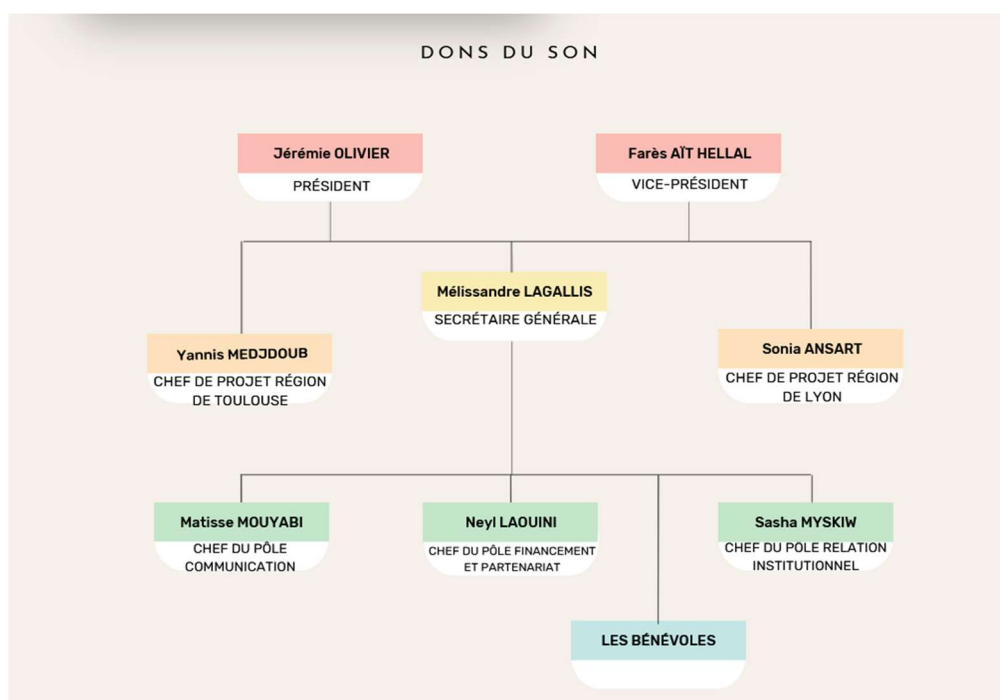 DONS DU SON
Jérémie OLIVIER
PRÉSIDENT
Farès AÏT HELLAL
VICE-PRÉSIDENT
Mélissandre LAGALLIS
SECRÉTAIRE GÉNÉRALE
Yannis MEDJDOUB
CHEF DE PROJET RÉGION
DE TOULOUSE
Sonia ANSART
CHEF DE PROJET RÉGION
DE LYON
Matisse MOUYABI
CHEF DU PÔLE
COMMUNICATION
Neyl LAOUINI
CHEF DU PÔLE FINANCEMENT
ET PARTENARIAT
Sasha MYSKIW
CHEF DU PÔLE RELATION
INSTITUTIONNEL
LES BÉNÉVOLES